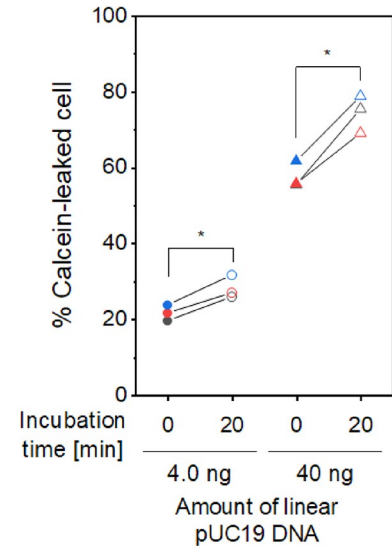 % Calcein-leaked cell
100
80
60
40
20
0
*
*
Incubation time [min]
0 20 0 20
4.0 ng 40 ng
Amount of linear
pUC19 DNA